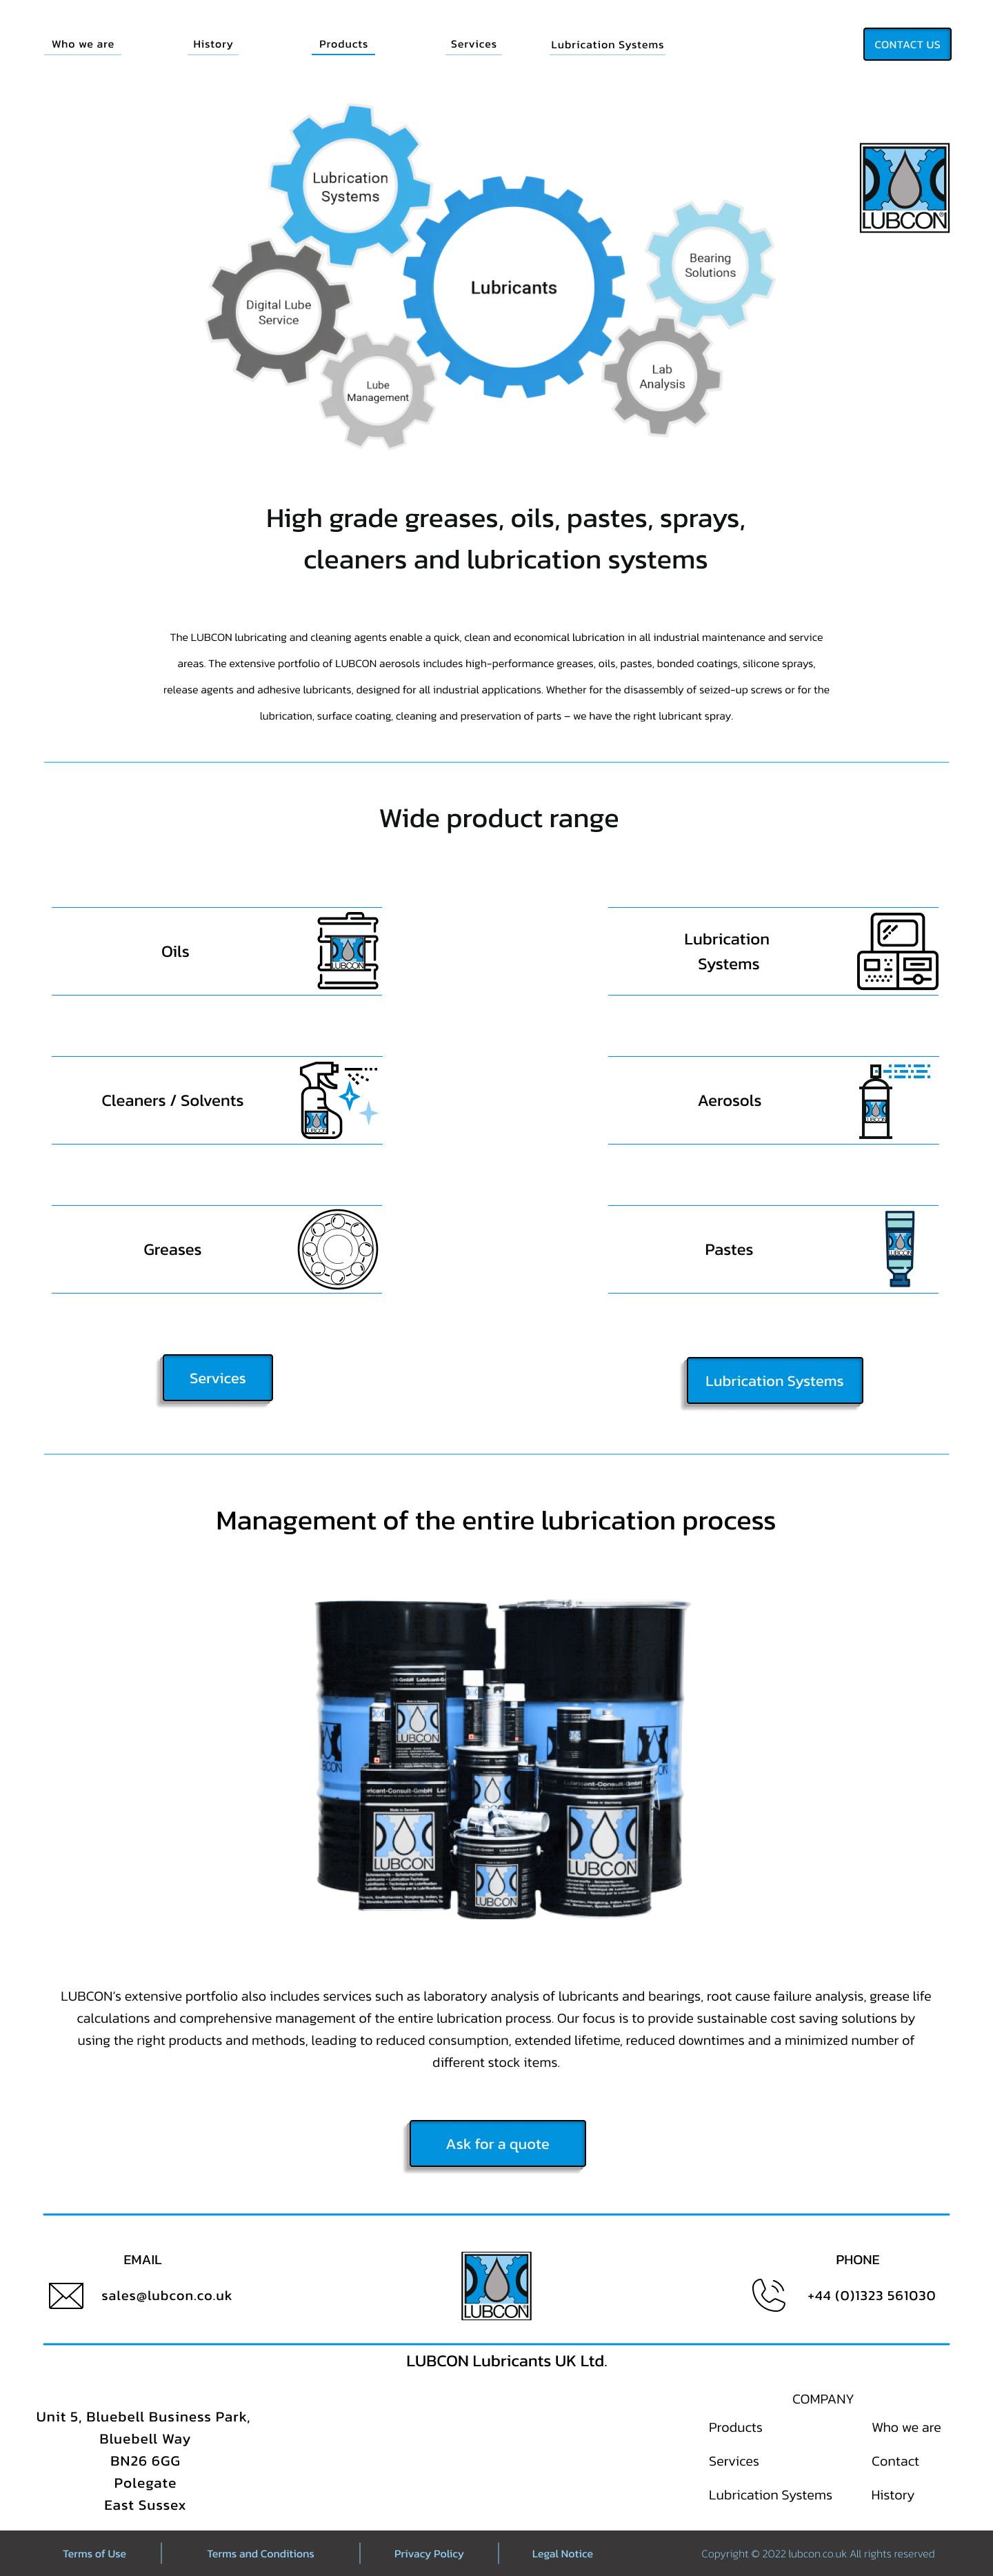 Who we are
History
Products
Services
Lubrication Systems
CONTACT US
LUBCON
Lubrication
Systems
Lubricants
Bearing
Solutions
Digital Lube
Service
Lube
Management
Lab
Analysis
High grade greases, oils, pastes, sprays,
cleaners and lubrication systems
The LUBCON lubricating and cleaning agents enable a quick, clean and economical lubrication in all industrial maintenance and service
areas. The extensive portfolio of LUBCON aerosols includes high-performance greases, oils, pastes, bonded coatings, silicone sprays,
release agents and adhesive lubricants, designed for all industrial applications. Whether for the disassembly of seized-up screws or for the
lubrication, surface coating, cleaning and preservation of parts – we have the right lubricant spray.
Wide product range
Oils
LUBCON
Lubrication
Systems
Cleaners / Solvents
LUBCON
Aerosols
LUBCON
Greases
Pastes
LUBCON
Services
Lubrication Systems
Management of the entire lubrication process
LUBCON
LUBCON
LUBCON
LUBCON
LUBCON
LUBCON
LUBCON's extensive portfolio also includes services such as laboratory analysis of lubricants and bearings, root cause failure analysis, grease life
calculations and comprehensive management of the entire lubrication process. Our focus is to provide sustainable cost saving solutions by
using the right products and methods, leading to reduced consumption, extended lifetime, reduced downtimes and a minimized number of
different stock items.
Ask for a quote
EMAIL
sales@lubcon.co.uk
LUBCON
PHONE
+44 (0)1323 561030
LUBCON Lubricants UK Ltd.
Unit 5, Bluebell Business Park,
Bluebell Way
BN26 6GG
Polegate
East Sussex
COMPANY
Products
Who we are
Services
Contact
Lubrication Systems
History
Terms of Use
Terms and Conditions
Privacy Policy
Legal Notice
Copyright © 2022 lubcon.co.uk All rights reserved